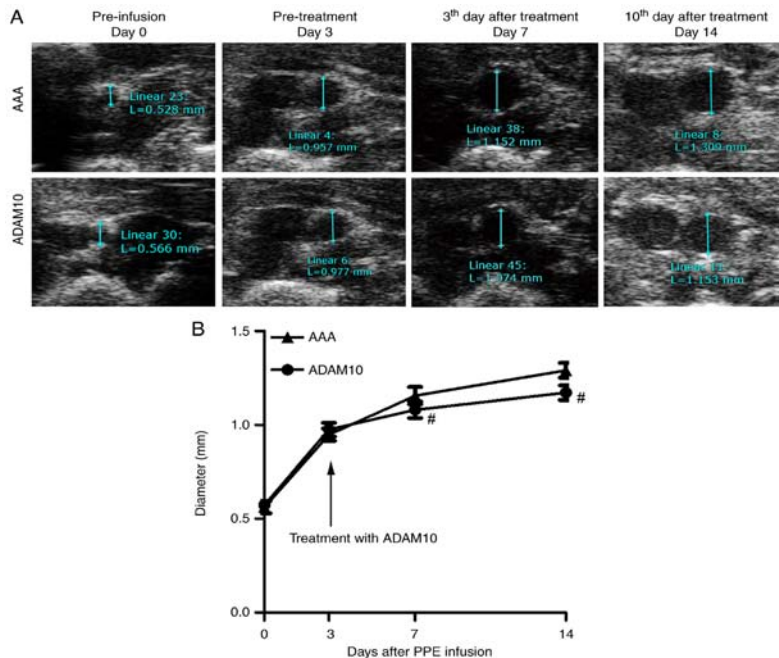 A
Pre-infusion
Day 0
Pre-treatment
Day 3
3th day after treatment
Day 7
10th day after treatment
Day 14
AAA
Linear 23:
L=0.528 mm
Linear 4:
L=0.957 mm
Linear 38:
L=1.152 mm
Linear 8:
L=1.309 mm
ADAM10
Linear 30:
L=0.566 mm
Linear 6:
L=0.977 mm
Linear 45:
L=1.074 mm
Linear
L=1.153 mm
B
1.5
1.0
0.5
0.0
Diameter (mm)
AAA
ADAM10
#
#
Treatment with ADAM10
0
3
7
14
Days after PPE infusion